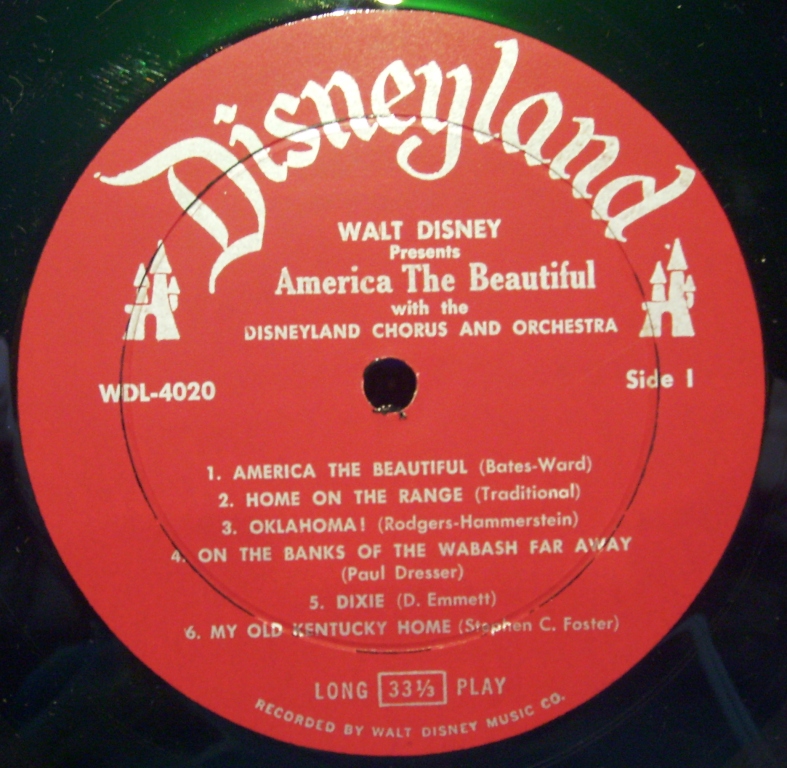 Disneyland
WALT DISNEY
Presents
America The Beautiful
with the
DISNEYLAND CHORUS AND ORCHESTRA
WDL-4020
Side 1
1. AMERICA THE BEAUTIFUL (Bates-Ward)
2. HOME ON THE RANGE (Traditional)
3. OKLAHOMA! (Rodgers-Hammerstein)
4. ON THE BANKS OF THE WABASH FAR AWAY
(Paul Dresser)
5. DIXIE (D. Emmett)
6. MY OLD KENTUCKY HOME (Stephen C. Foster)
LONG 33⅓ PLAY
RECORDED BY WALT DISNEY MUSIC CO.